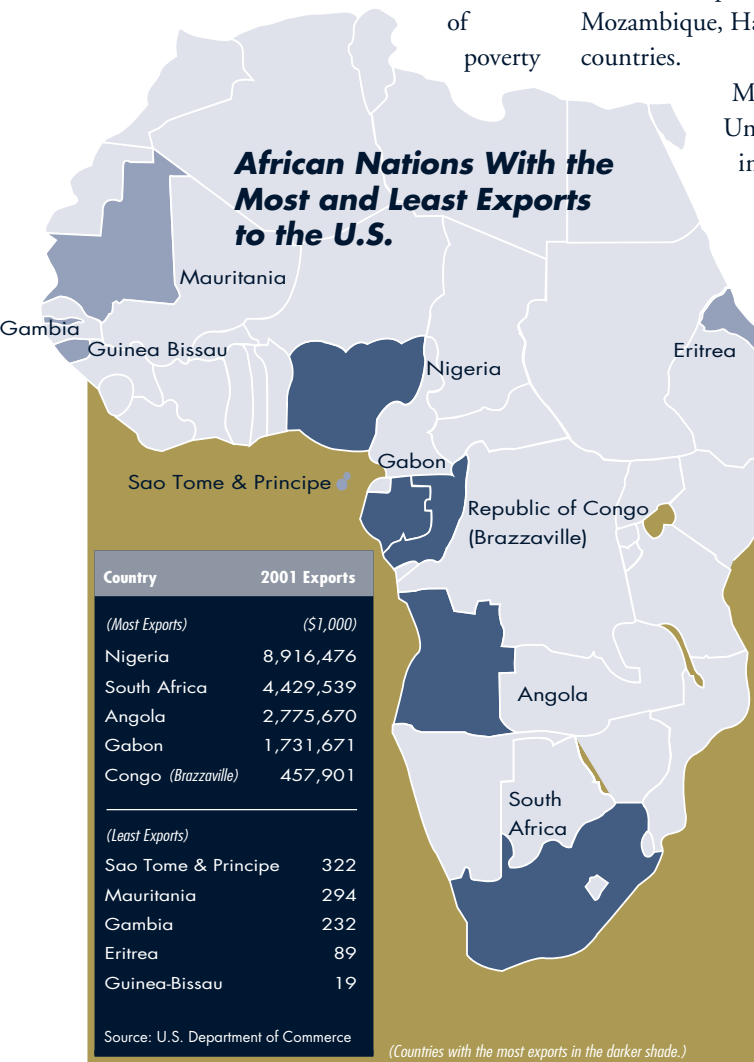 of
poverty
Mozambique, Ha
countries.
M
Un
in
African Nations With the
Most and Least Exports
to the U.S.
Mauritania
Gambia
Guinea Bissau
Nigeria
Eritrea
Gabon
Sao Tome & Principe
Republic of Congo
(Brazzaville)
Angola
South
Africa
Country 2001 Exports
(Most Exports) ($1,000)
Nigeria 8,916,476
South Africa 4,429,539
Angola 2,775,670
Gabon 1,731,671
Congo (Brazzaville) 457,901
(Least Exports)
Sao Tome & Principe 322
Mauritania 294
Gambia 232
Eritrea 89
Guinea-Bissau 19
Source: U.S. Department of Commerce
(Countries with the most exports in the darker shade.)